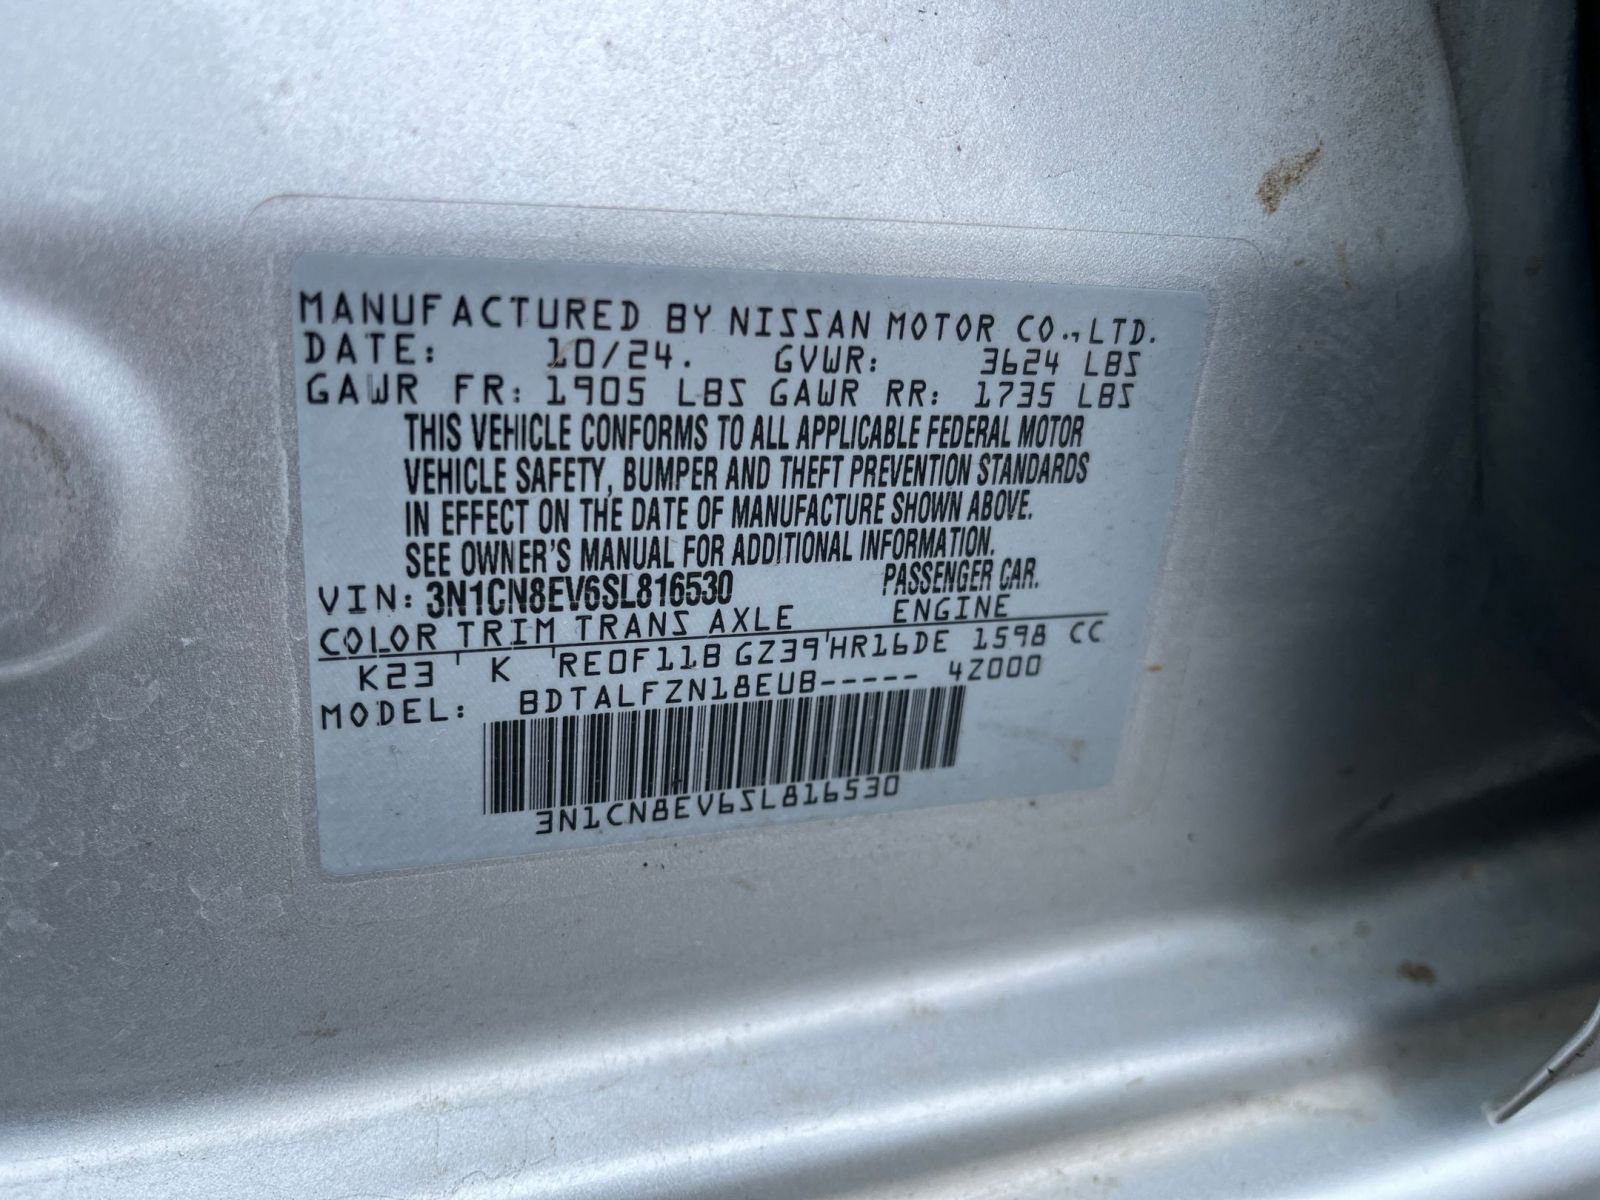 MANUFACTURED BY NISSAN MOTOR CO.,LTD.
DATE: 10/24. GVWR: 3624 LBS
GAWR FR: 1905 LBS GAWR RR: 1735 LBS
THIS VEHICLE CONFORMS TO ALL APPLICABLE FEDERAL MOTOR
VEHICLE SAFETY, BUMPER AND THEFT PREVENTION STANDARDS
IN EFFECT ON THE DATE OF MANUFACTURE SHOWN ABOVE.
SEE OWNER'S MANUAL FOR ADDITIONAL INFORMATION.
VIN: 3N1CN8EV6SL816530 PASSENGER CAR.
COLOR TRIM TRANS AXLE ENGINE
K23 ' K 'RE0F11B GZ39'HR16DE 1598 CC
MODEL: BDTALFZN18EUB----- 4Z000
3N1CN8EV6SL816530